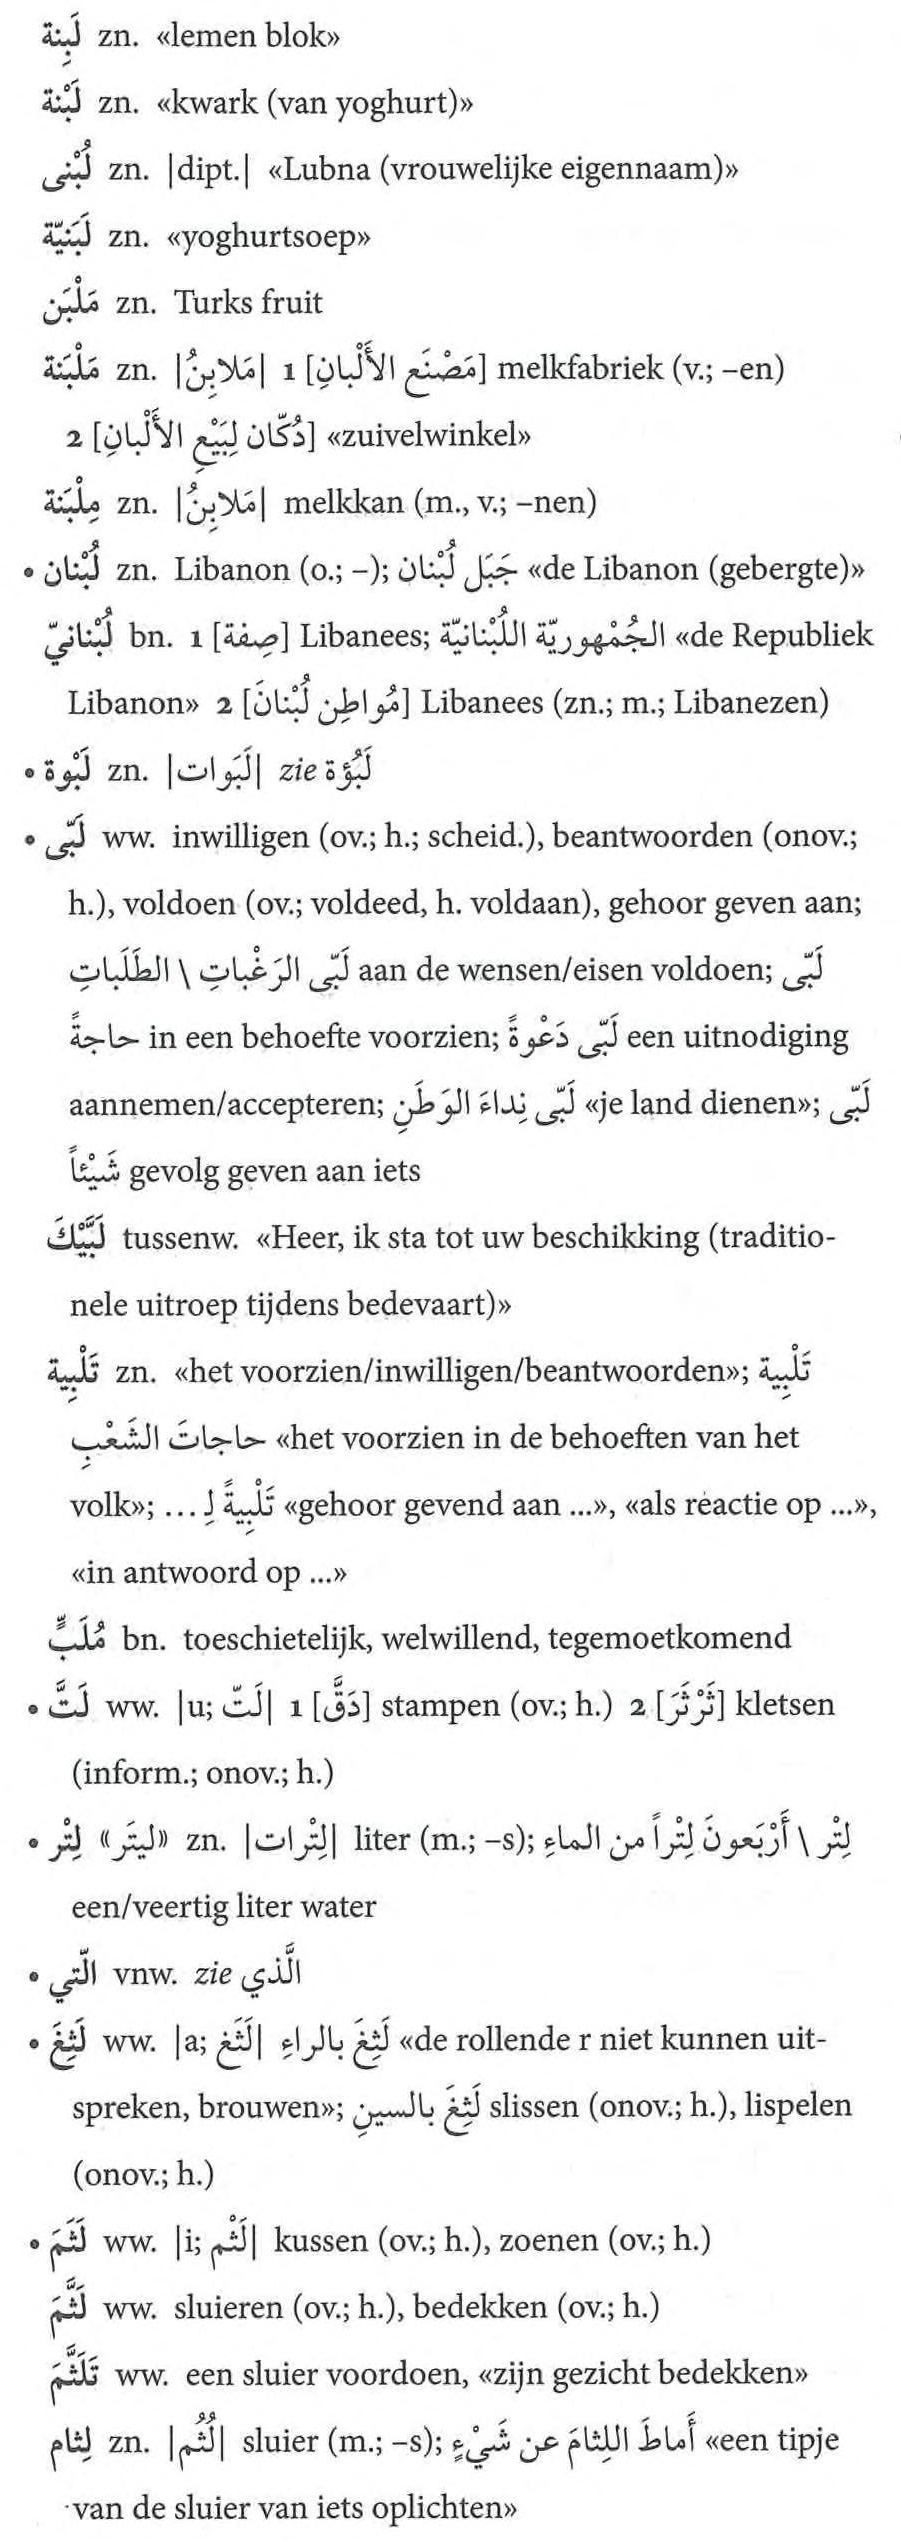 لَبِنة zn. «lemen blok»
لَبْنة zn. «kwark (van yoghurt)»
لُبْنى zn. |dipt.| «Lubna (vrouwelijke eigennaam)»
لَبَنيّة zn. «yoghurtsoep»
مَلْبَن zn. Turks fruit
مَلْبَنة zn. |مَلابِنُ| 1 [مَصْنَع الأَلْبانِ] melkfabriek (v.; –en)
2 [دُكّان لِبَيْعِ الأَلْبانِ] «zuivelwinkel»
مِلْبَنة zn. |مَلابِنُ| melkkan (m., v.; –nen)
• لُبْنان zn. Libanon (o.; –); جَبَل لُبْنان «de Libanon (gebergte)»
لُبْنانيّ bn. 1 [صِفة] Libanees; الجُمْهوريّة اللُبْنانيّة «de Republiek
Libanon» 2 [مُواطِن لُبْنانَ] Libanees (zn.; m.; Libanezen)
• لَبْوة zn. |لَبَوات| zie لَبُؤة
• لَبّى ww. inwilligen (ov.; h.; scheid.), beantwoorden (onov.;
h.), voldoen (ov.; voldeed, h. voldaan), gehoor geven aan;
لَبّى الرَغْباتِ \ الطَلَباتِ aan de wensen/eisen voldoen; لَبّى
حاجةً in een behoefte voorzien; لَبّى دَعْوةً een uitnodiging
aannemen/accepteren; لَبّى نِداءَ الوَطَنِ «je land dienen»; لَبّى
شَيْئاً gevolg geven aan iets
لَبَّيْكَ tussenw. «Heer, ik sta tot uw beschikking (traditio-
nele uitroep tijdens bedevaart)»
تَلْبِية zn. «het voorzien/inwilligen/beantwoorden»; تَلْبِية
حاجاتَ الشَعْبِ «het voorzien in de behoeften van het
volk»; تَلْبِيةً لِـ ... «gehoor gevend aan ...», «als reactie op ...»,
«in antwoord op ...»
مُلَبٍّ bn. toeschietelijk, welwillend, tegemoetkomend
• لَتَّ ww. |u; لَتّ| 1 [دَقَّ] stampen (ov.; h.) 2 [ثَرْثَرَ] kletsen
(inform.; onov.; h.)
• لِتْر «ليتَر» zn. |لِتْرات| liter (m.; –s); لِتْر \ أَرْبَعونَ لِتْراً من الماءِ
een/veertig liter water
• الّتي vnw. zie الَّذي
• لَثِغَ ww. |a; لَثَغ| لَثِغَ بالراءِ «de rollende r niet kunnen uit-
spreken, brouwen»; لَثِغَ بالسينِ slissen (onov.; h.), lispelen
(onov.; h.)
• لَثَمَ ww. |i; لَثْم| kussen (ov.; h.), zoenen (ov.; h.)
لَثَّمَ ww. sluieren (ov.; h.), bedekken (ov.; h.)
تَلَثَّمَ ww. een sluier voordoen, «zijn gezicht bedekken»
لِثام zn. |لُثُم| sluier (m.; –s); أَماطَ اللِثامَ عن شَيْءٍ «een tipje
van de sluier van iets oplichten»